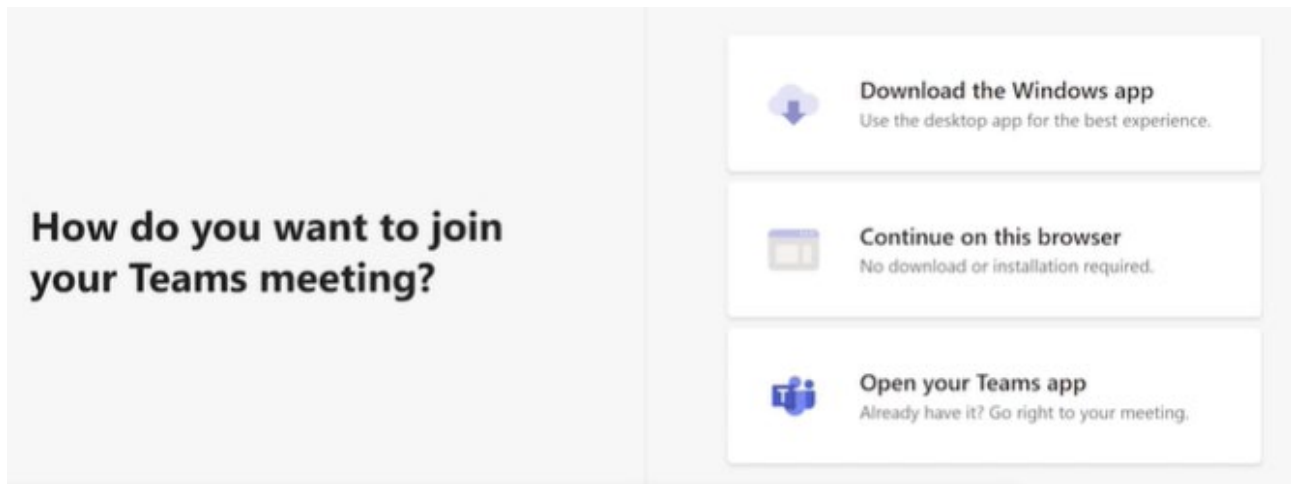 How do you want to join
your Teams meeting?
Download the Windows app
Use the desktop app for the best experience.
Continue on this browser
No download or installation required.
Open your Teams app
Already have it? Go right to your meeting.